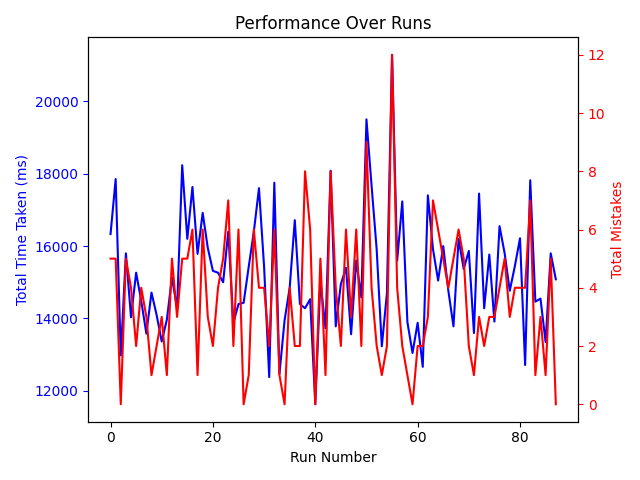 Performance Over Runs
Total Time Taken (ms)
20000
18000
16000
14000
12000
12
10
8
6
4
2
0
Total Mistakes
0 20 40 60 80
Run Number